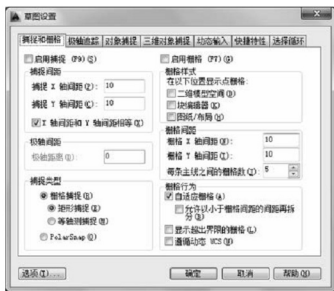 草图设置
捕捉和栅格 极轴追踪 对象捕捉 三维对象捕捉 动态输入 快捷特性 选择循环
启用捕捉 (F9)(S)
捕捉间距
捕捉 X 轴间距(P): 10
捕捉 Y 轴间距(C): 10
X 轴间距和 Y 轴间距相等(X)
极轴间距
极轴距离(D): 0
捕捉类型
栅格捕捉(R)
矩形捕捉(E)
等轴测捕捉(M)
PolarSnap(O)
启用栅格 (F7)(G)
栅格样式
在以下位置显示点栅格:
二维模型空间(D)
块编辑器(K)
图纸/布局(H)
栅格间距
栅格 X 轴间距(N): 10
栅格 Y 轴间距(I): 10
每条主线之间的栅格数(J): 5
栅格行为
自适应栅格(A)
允许以小于栅格间距的间距再拆
分(B)
显示超出界限的栅格(L)
遵循动态 UCS(U)
选项(T)... 确定 取消 帮助(H)